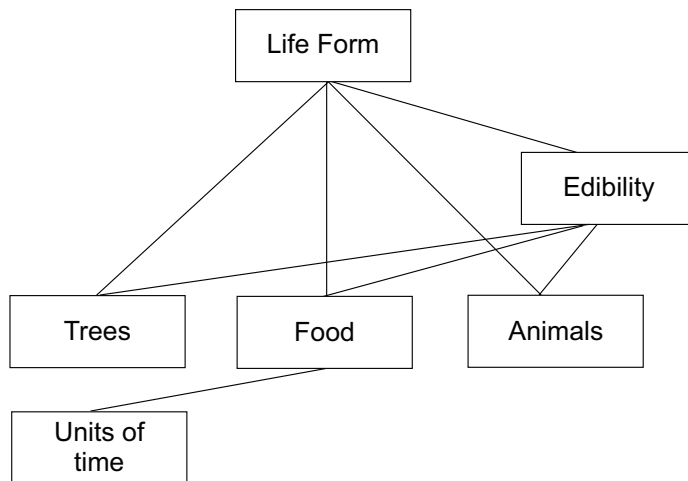 Life Form
Edibility
Trees
Food
Animals
Units of
time